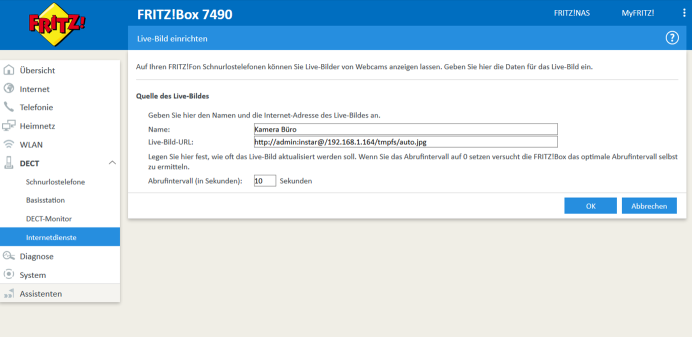 FRITZ!
FRITZ!Box 7490
FRITZ!NAS
MyFRITZ!
Live-Bild einrichten
?
Übersicht
Internet
Telefonie
Heimnetz
WLAN
DECT
Schnurlostelefone
Basisstation
DECT-Monitor
Internetdienste
Diagnose
System
Assistenten
Auf Ihren FRITZ!Fon Schnurlostelefonen können Sie Live-Bilder von Webcams anzeigen lassen. Geben Sie hier die Daten für das Live-Bild ein.
Quelle des Live-Bildes
Geben Sie hier den Namen und die Internet-Adresse des Live-Bildes an.
Name: Kamera Büro
Live-Bild-URL: http://admin:instar@/192.168.1.164/tmpfs/auto.jpg
Legen Sie hier fest, wie oft das Live-Bild aktualisiert werden soll. Wenn Sie das Abrufintervall auf 0 setzen versucht die FRITZ!Box das optimale Abrufintervall selbst
zu ermitteln.
Abrufintervall (in Sekunden): 10 Sekunden
OK
Abbrechen